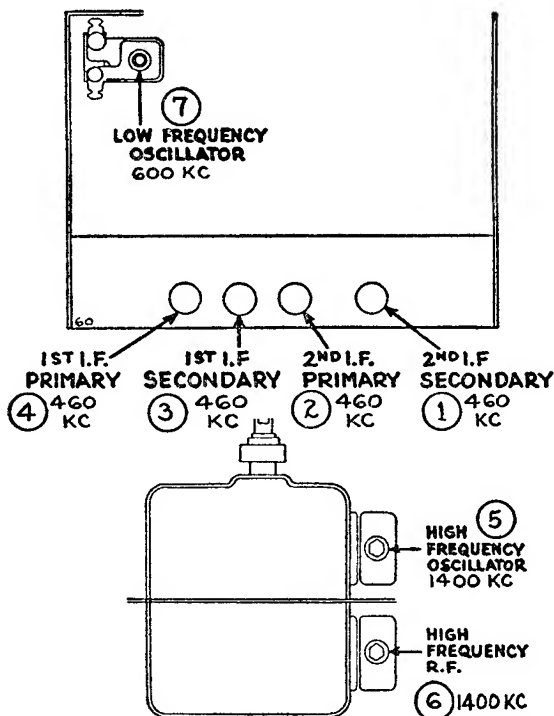 7
LOW FREQUENCY
OSCILLATOR
600 KC
60
1ST I.F.
PRIMARY
4 460
KC
1ST I.F
SECONDARY
3 460
KC
2ND I.F.
PRIMARY
2 460
KC
2ND I.F
SECONDARY
1 460
KC
HIGH 5
FREQUENCY
OSCILLATOR
1400 KC
HIGH
FREQUENCY
R.F.
6 1400 KC